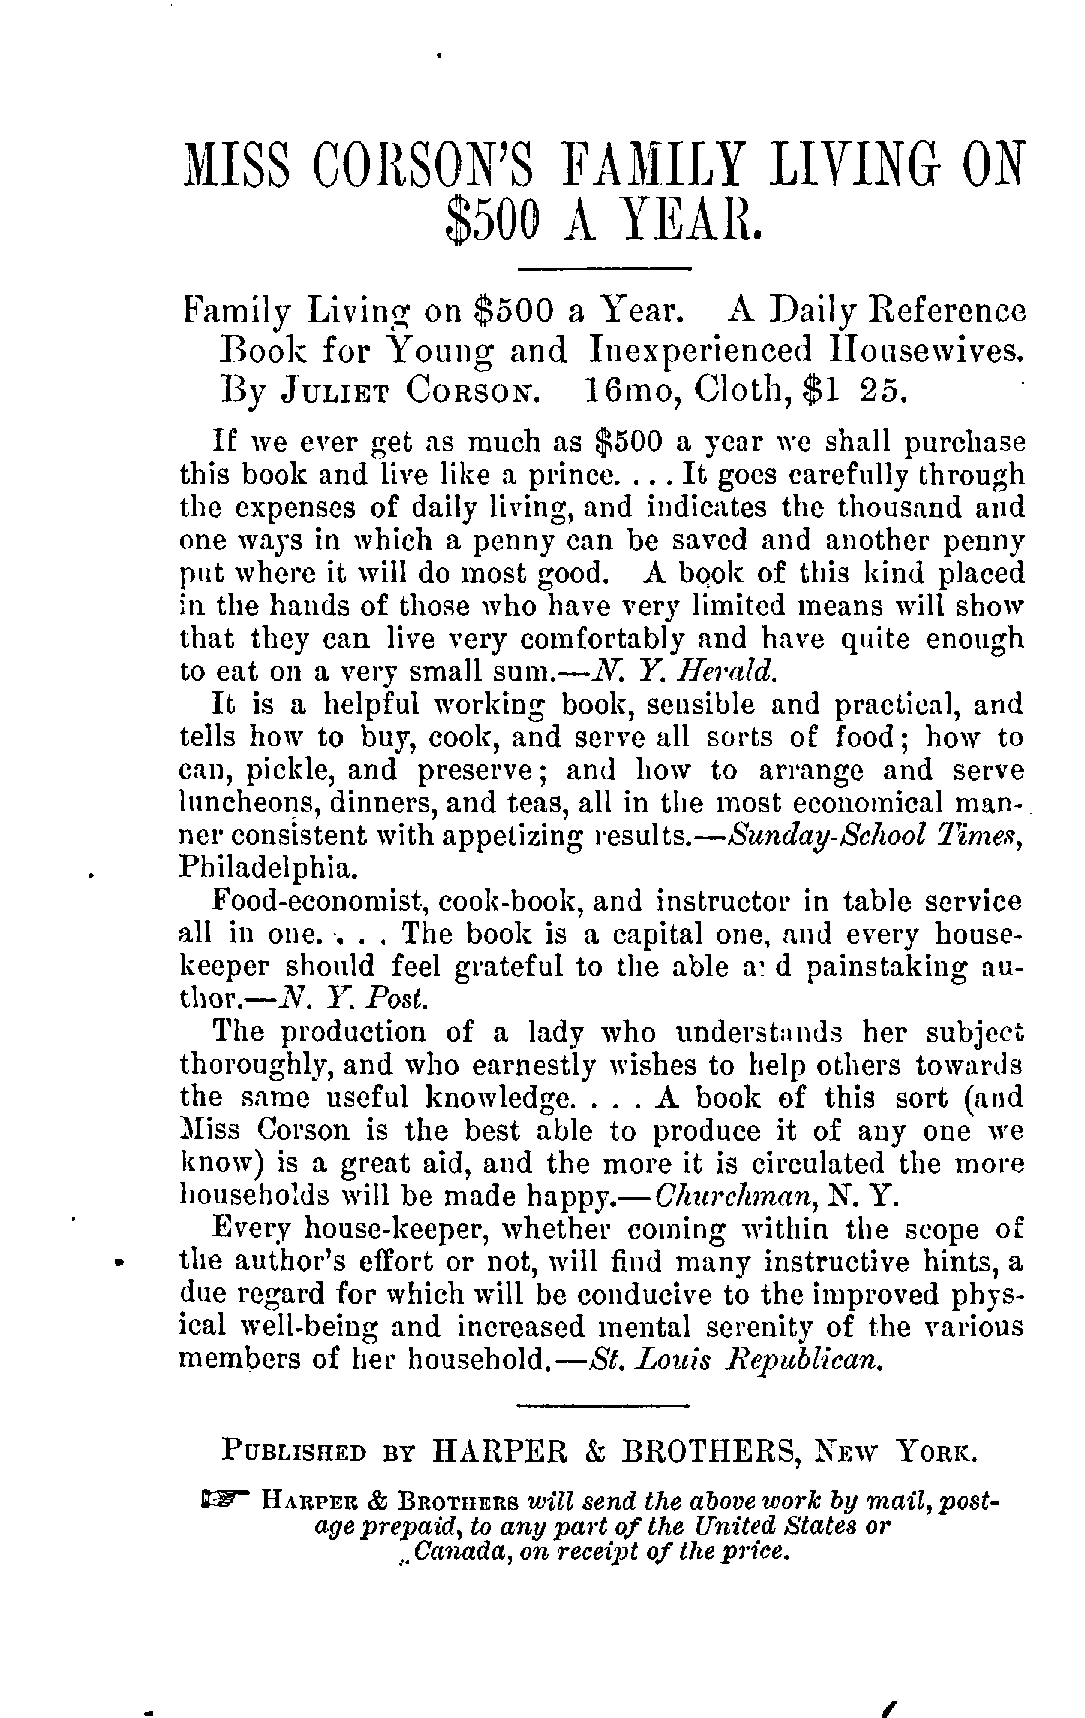 MISS CORSON'S FAMILY LIVING ON
$500 A YEAR.
Family Living on $500 a Year. A Daily Reference
Book for Young and Inexperienced Housewives.
By JULIET CORSON. 16mo, Cloth, $1 25.
If we ever get as much as $500 a year we shall purchase
this book and live like a prince. . . . It goes carefully through
the expenses of daily living, and indicates the thousand and
one ways in which a penny can be saved and another penny
put where it will do most good. A book of this kind placed
in the hands of those who have very limited means will show
that they can live very comfortably and have quite enough
to eat on a very small sum.—N. Y. Herald.
It is a helpful working book, sensible and practical, and
tells how to buy, cook, and serve all sorts of food; how to
can, pickle, and preserve; and how to arrange and serve
luncheons, dinners, and teas, all in the most economical man-
ner consistent with appetizing results.—Sunday-School Times,
Philadelphia.
Food-economist, cook-book, and instructor in table service
all in one. . . . The book is a capital one, and every house-
keeper should feel grateful to the able and painstaking au-
thor.—N. Y. Post.
The production of a lady who understands her subject
thoroughly, and who earnestly wishes to help others towards
the same useful knowledge. . . . A book of this sort (and
Miss Corson is the best able to produce it of any one we
know) is a great aid, and the more it is circulated the more
households will be made happy.—Churchman, N. Y.
Every house-keeper, whether coming within the scope of
the author's effort or not, will find many instructive hints, a
due regard for which will be conducive to the improved phys-
ical well-being and increased mental serenity of the various
members of her household.—St. Louis Republican.
PUBLISHED BY HARPER & BROTHERS, NEW YORK.
☞ HARPER & BROTHERS will send the above work by mail, post-
age prepaid, to any part of the United States or
Canada, on receipt of the price.